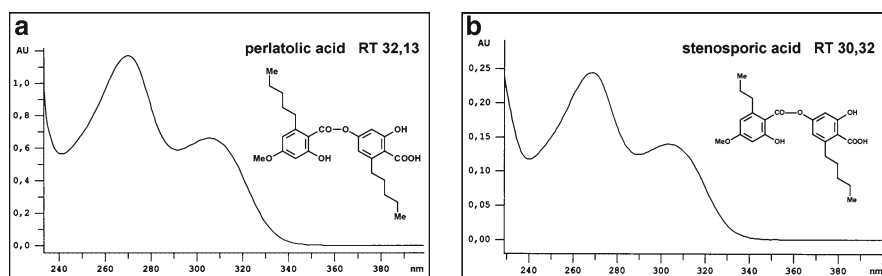 a
perlatolic acid RT 32,13
AU
1,0
0,8
0,6
0,4
0,2
0,0
Me
CO
O
OH
COOH
MeO
OH
Me
240 260 280 300 320 340 360 380 nm
b
stenosporic acid RT 30,32
AU
0,25
0,20
0,15
0,10
0,05
0,00
Me
CO
O
OH
COOH
MeO
OH
Me
240 260 280 300 320 340 360 380 nm